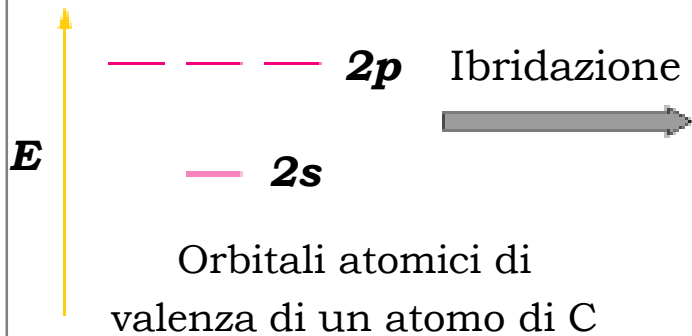 2p Ibridazione
E
2s
Orbitali atomici di
valenza di un atomo di C